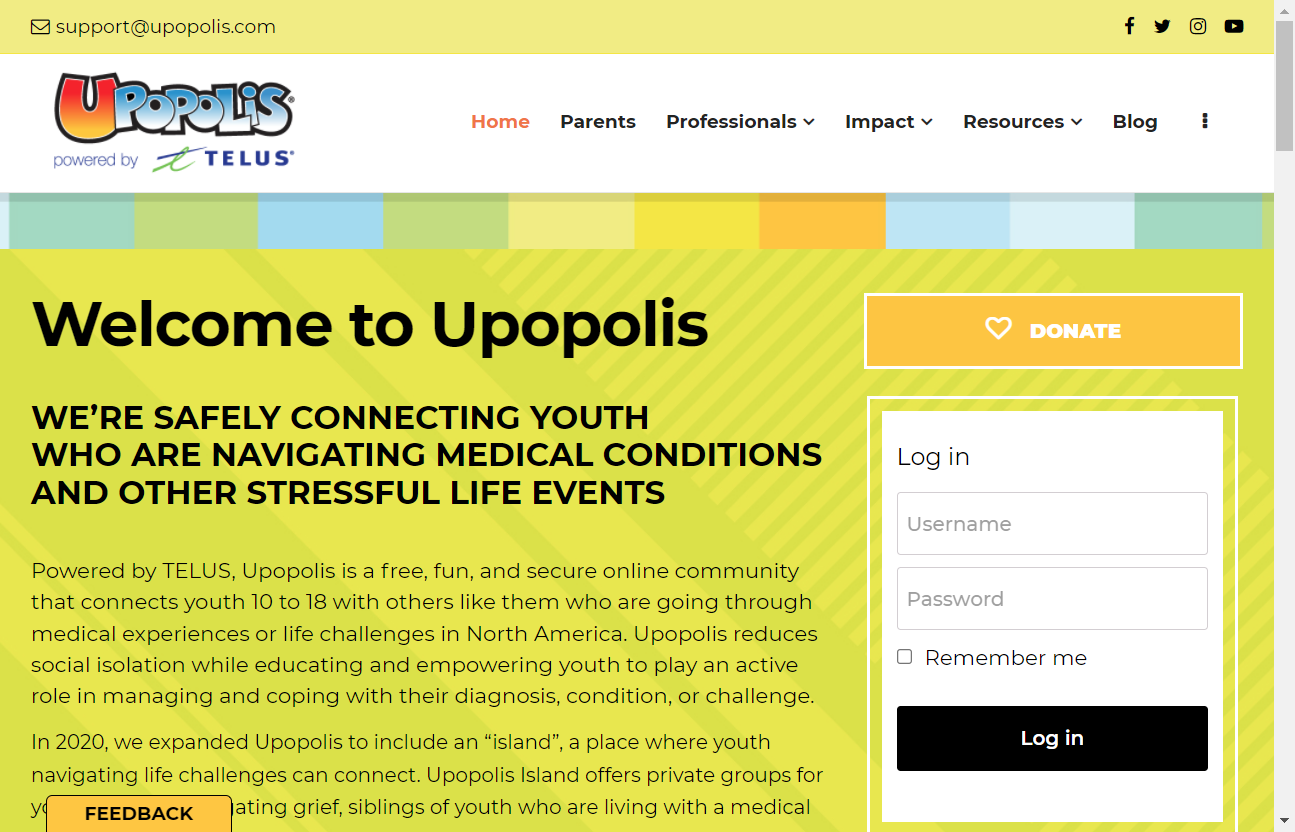 support@upopolis.com
UPOPOLIS®
powered by TELUS®
Home Parents Professionals Impact Resources Blog
Welcome to Upopolis
DONATE
WE’RE SAFELY CONNECTING YOUTH
WHO ARE NAVIGATING MEDICAL CONDITIONS
AND OTHER STRESSFUL LIFE EVENTS
Log in
Username
Password
Remember me
Log in
Powered by TELUS, Upopolis is a free, fun, and secure online community
that connects youth 10 to 18 with others like them who are going through
medical experiences or life challenges in North America. Upopolis reduces
social isolation while educating and empowering youth to play an active
role in managing and coping with their diagnosis, condition, or challenge.
In 2020, we expanded Upopolis to include an “island”, a place where youth
navigating life challenges can connect. Upopolis Island offers private groups for
grief, siblings of youth who are living with a medical
FEEDBACK